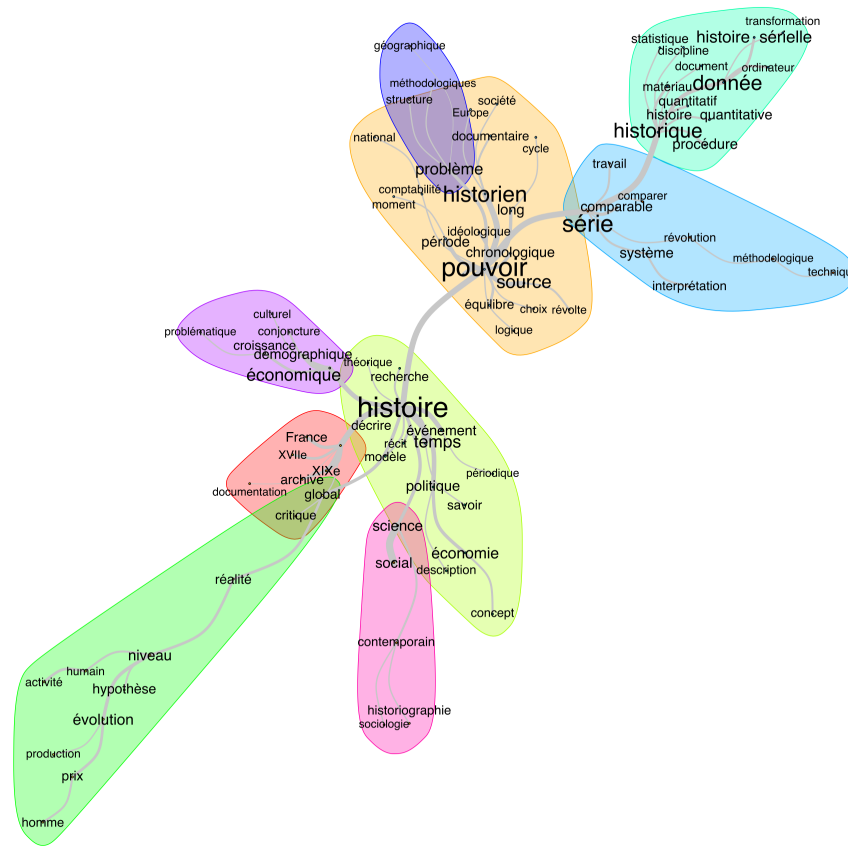 transformation
histoire sérielle
statistique
discipline
document
ordinateur
donnée
matériau
quantitatif
histoire quantitative
historique
procédure
géographique
méthodologiques
structure
société
Europe
national
documentaire
cycle
problème
comptabilité
historien
moment
long
idéologique
période
chronologique
pouvoir
source
équilibre
choix
révolte
logique
travail
comparer
comparable
série
révolution
système
méthodologique
interprétation
techniqu
culturel
problématique
conjoncture
croissance
démographique
économique
théorique
recherche
histoire
décrire
événement
récit
temps
modèle
périodique
politique
savoir
économie
description
concept
France
XVIIe
XIXe
archive
documentation
global
critique
science
social
contemporain
historiographie
sociologie
réalité
niveau
humain
activité
hypothèse
évolution
production
prix
homme